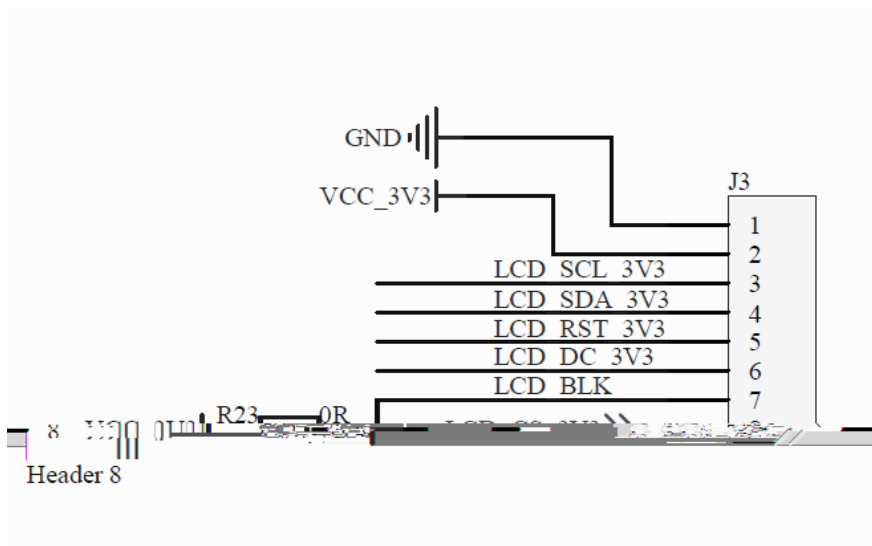 GND
VCC_3V3
J3
1
2
LCD_SCL_3V3
3
LCD_SDA_3V3
4
LCD_RST_3V3
5
LCD_DC_3V3
6
LCD_BLK
7
R23 0R
8
Header 8